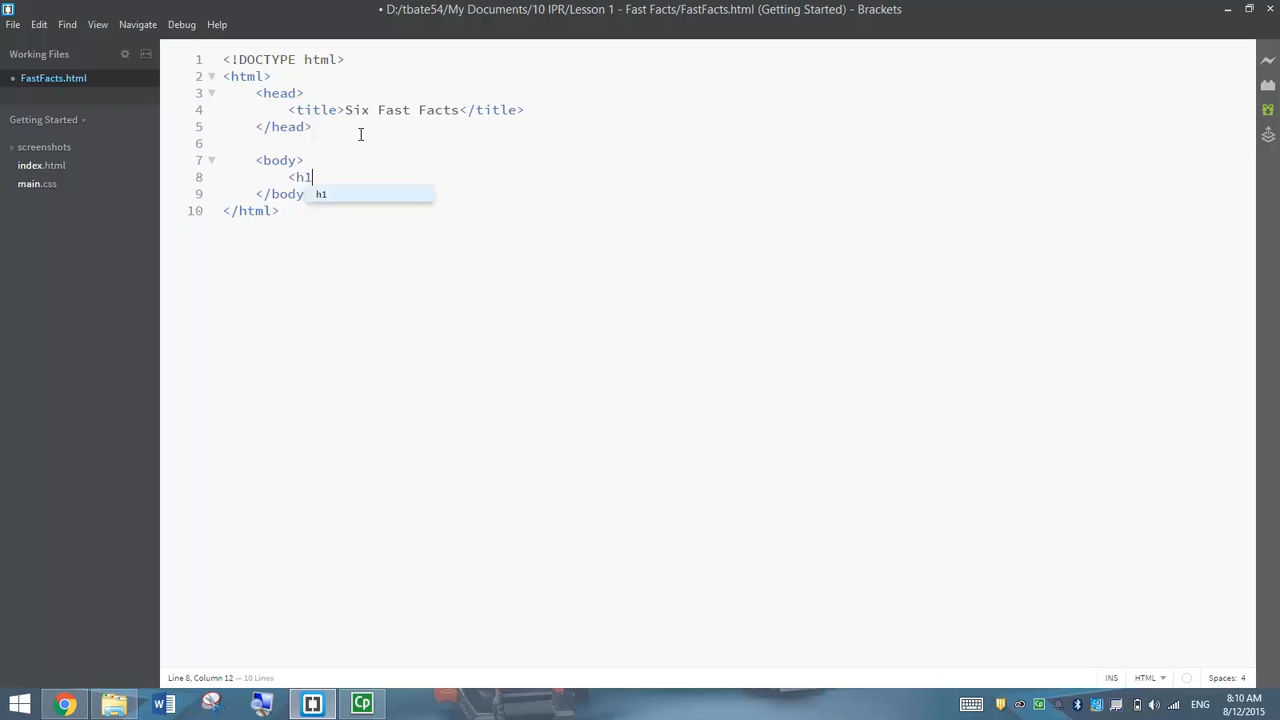 • D:/tbate54/My Documents/10 IPR/Lesson 1 - Fast Facts/FastFacts.html (Getting Started) - Brackets
File Edit Find View Navigate
Debug Help
Working Files
FastFacts.html
Getting Started
screenshots
index.html
main.css
1 <!DOCTYPE html>
2 <html>
3 <head>
4 <title>Six Fast Facts</title>
5 </head>
6
7 <body>
8 <h1
h1
9 </body
10 </html>
Line 8, Column 12 — 10 Lines
INS HTML Spaces: 4
W Cp ENG
8:10 AM
8/12/2015